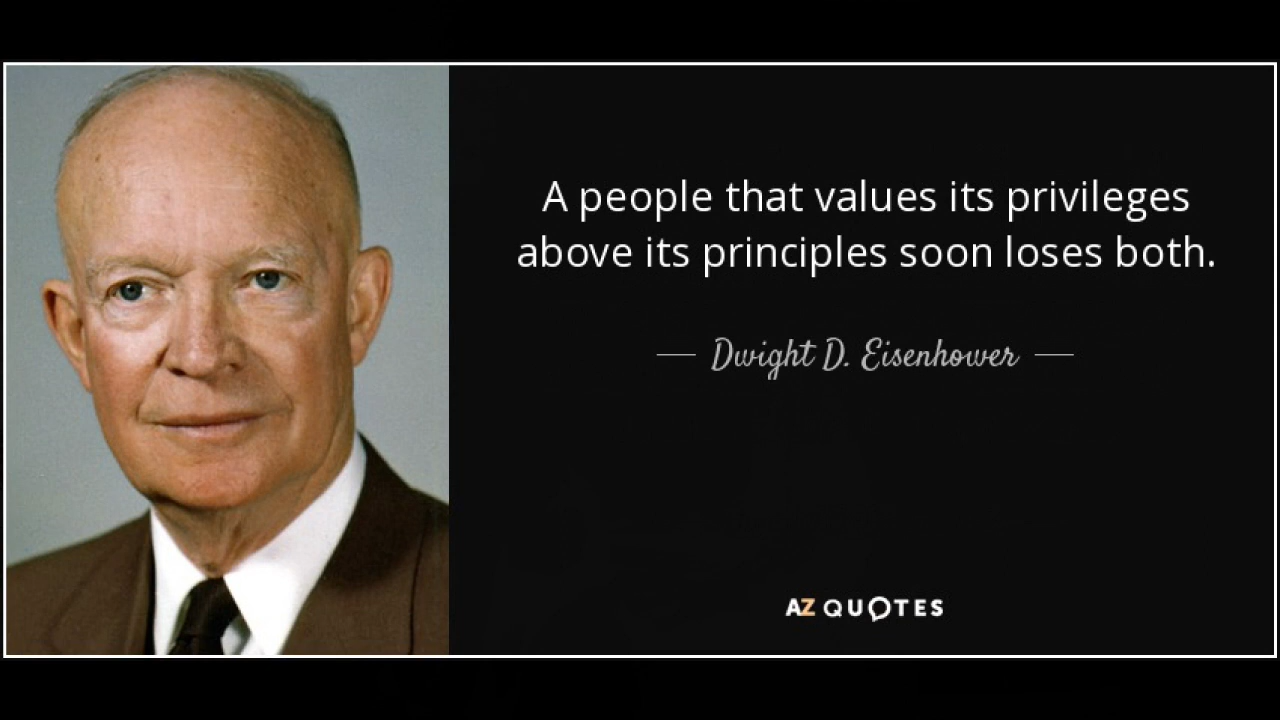 A people that values its privileges
above its principles soon loses both.
— Dwight D. Eisenhower —
AZ QUOTES